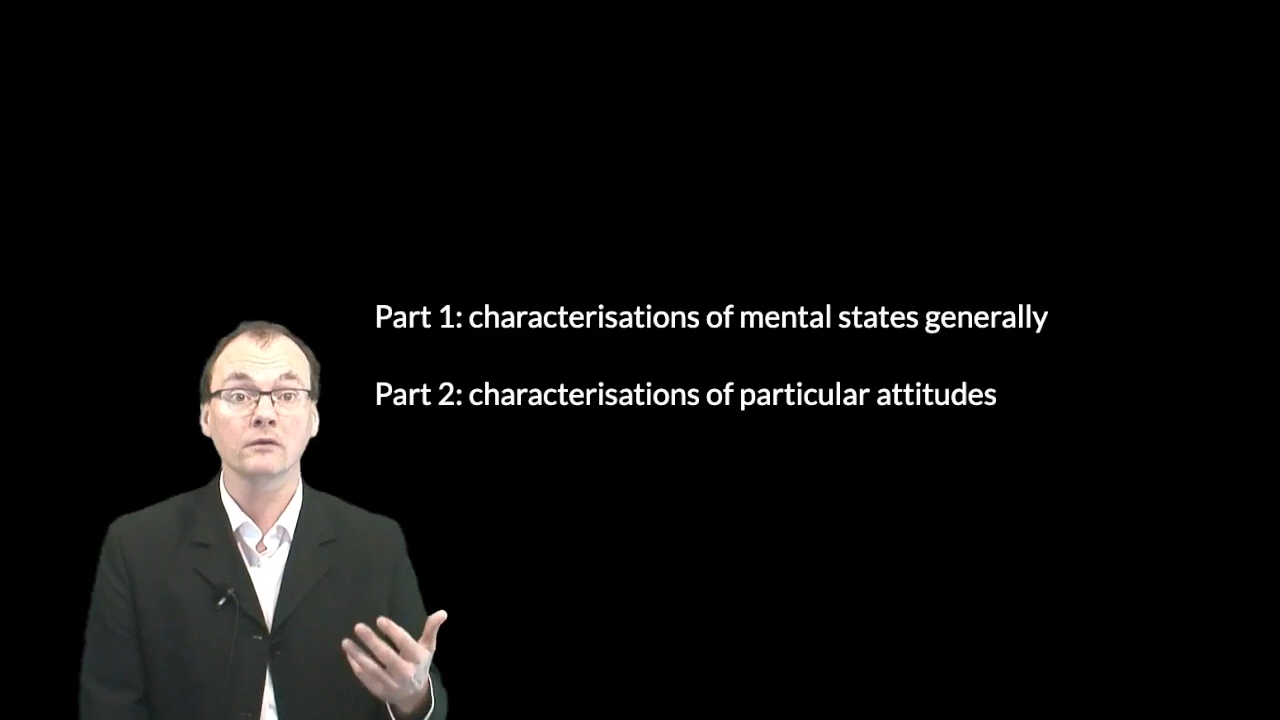 Part 1: characterisations of mental states generally
Part 2: characterisations of particular attitudes